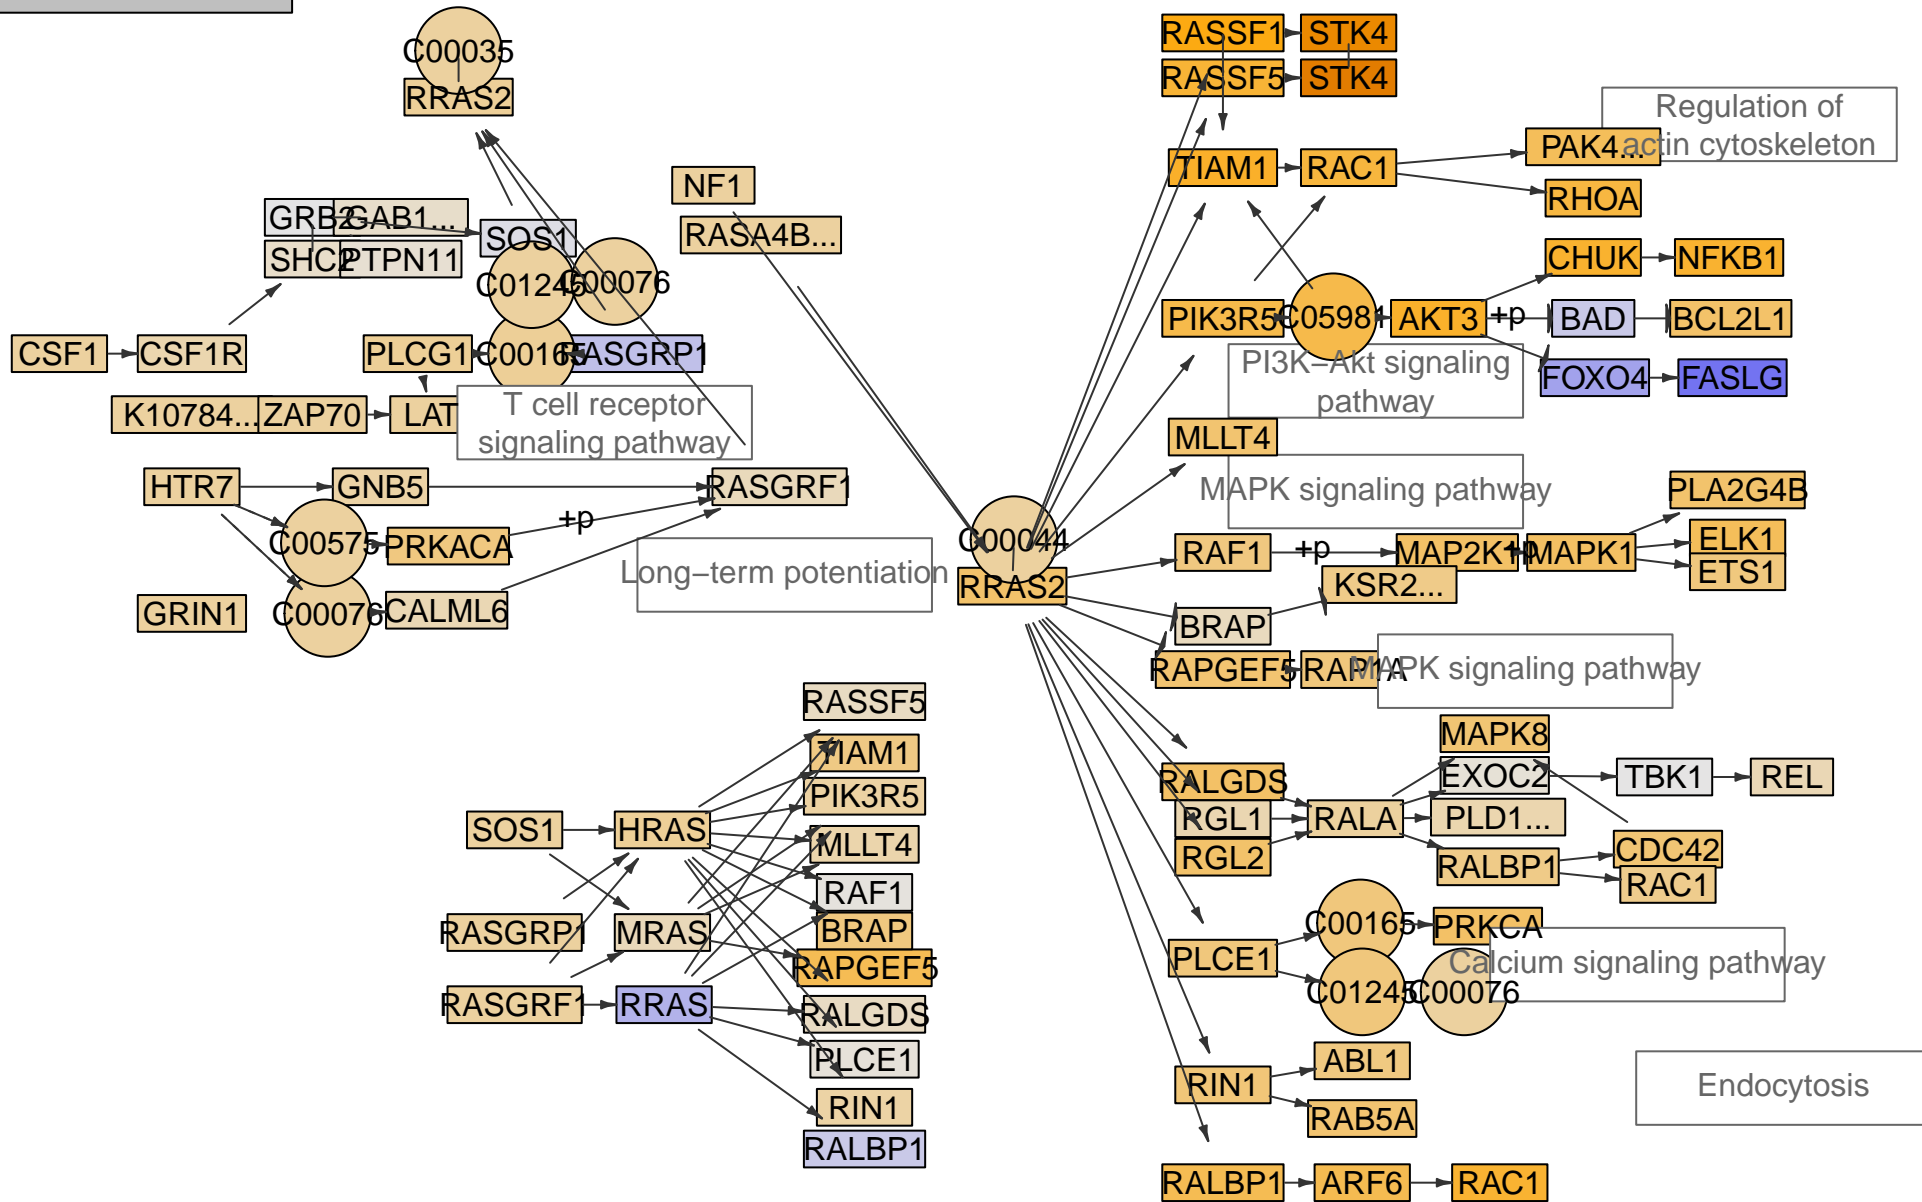 C00035
RRAS2
RASSF1
STK4
RASSF5
STK4
Regulation of
actin cytoskeleton
PAK4...
TIAM1
RAC1
RHOA
NF1
RASA4B...
GRB2
GAB1...
SOS1
SHC2
PTPN11
C01245
C00076
CHUK
NFKB1
PIK3R5
C05981
AKT3
+p
BAD
BCL2L1
CSF1
CSF1R
PLCG1
C00165
RASGRP1
PI3K–Akt signaling
pathway
FOXO4
FASLG
K10784...
ZAP70
LAT
T cell receptor
signaling pathway
MLLT4
HTR7
GNB5
RASGRF1
MAPK signaling pathway
PLA2G4B
+p
C00575
PRKACA
C00044
RRAS2
RAF1
+p
MAP2K1
+p
MAPK1
ELK1
ETS1
Long–term potentiation
KSR2...
GRIN1
C00076
CALML6
BRAP
RAPGEF5
RAP1A
MAPK signaling pathway
RASSF5
TIAM1
PIK3R5
MLLT4
RAF1
BRAP
RAPGEF5
RALGDS
PLCE1
RIN1
RALBP1
SOS1
HRAS
RASGRP1
MRAS
RASGRF1
RRAS
MAPK8
RALGDS
EXOC2
TBK1
REL
RGL1
RALA
PLD1...
RGL2
RALBP1
CDC42
RAC1
C00165
PRKCA
PLCE1
Calcium signaling pathway
C01245
C00076
ABL1
RIN1
RAB5A
Endocytosis
RALBP1
ARF6
RAC1